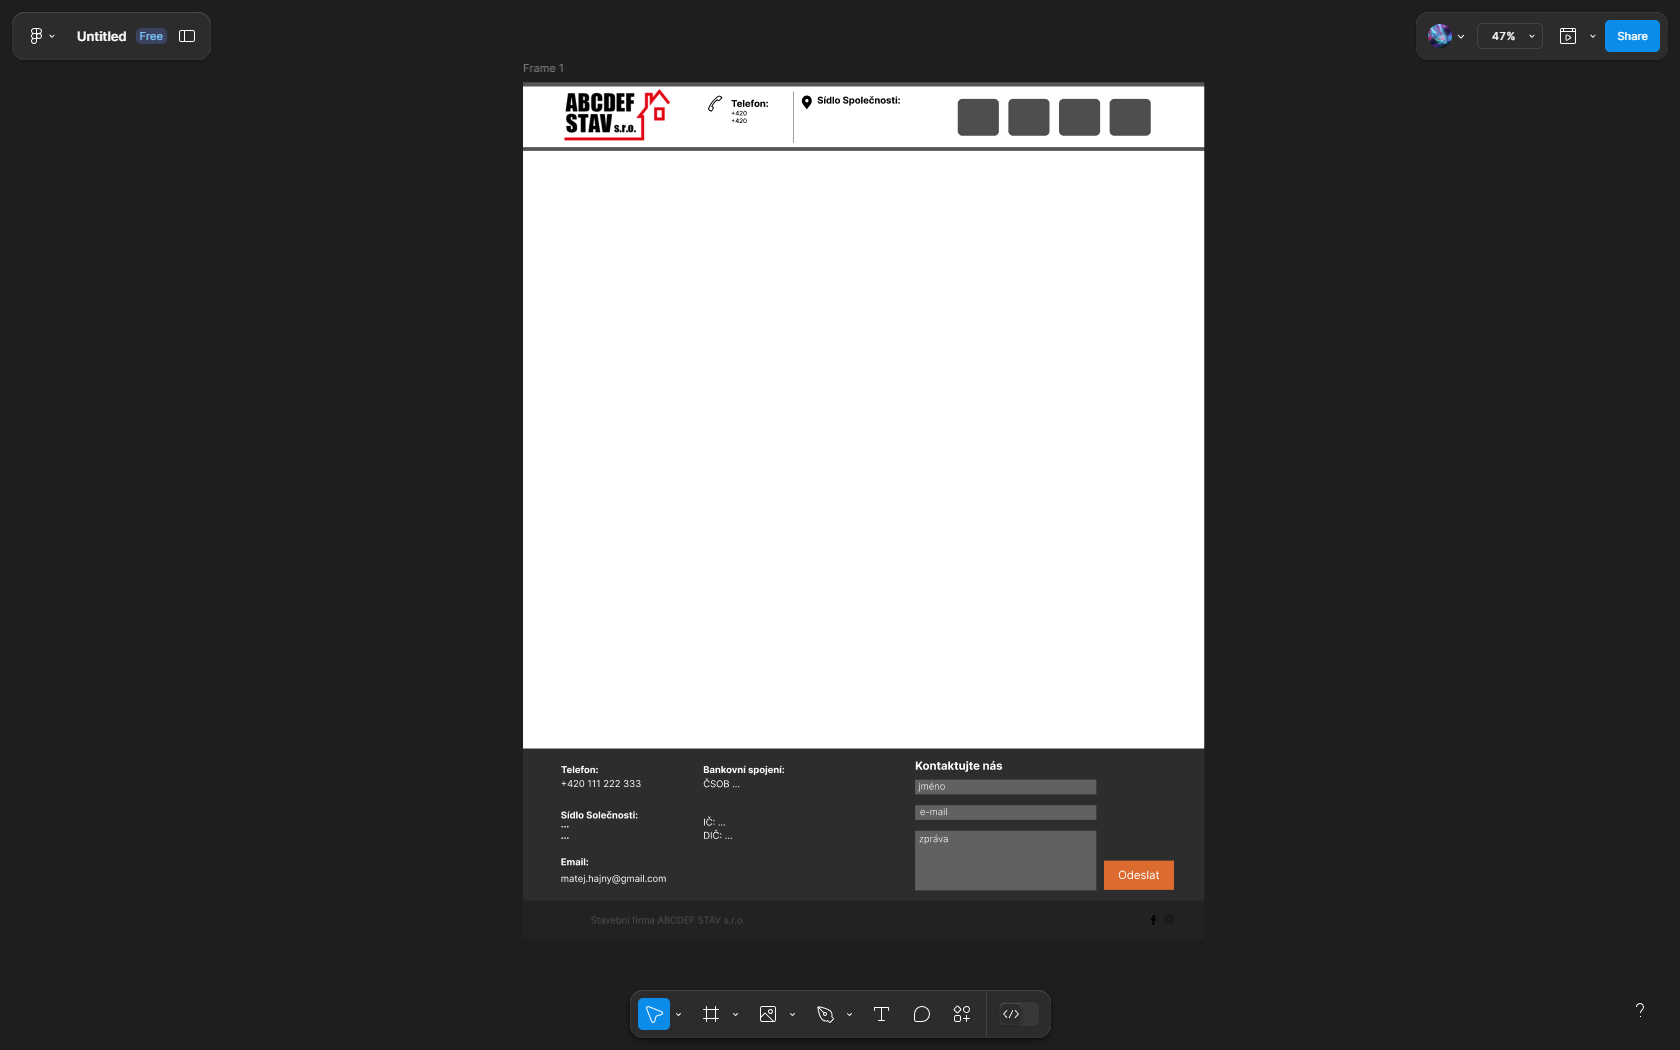 Untitled Free
47%
Share
Frame 1
ABCDEF
STAV s.r.o.
Telefon:
+420
+420
Sídlo Společnosti:
Telefon:
+420 111 222 333
Sídlo Solečnosti:
...
...
Email:
matej.hajny@gmail.com
Bankovní spojení:
ČSOB ...
IČ: ...
DIČ: ...
Kontaktujte nás
jméno
e-mail
zpráva
Odeslat
Stavební firma ABCDEF STAV s.r.o.
?